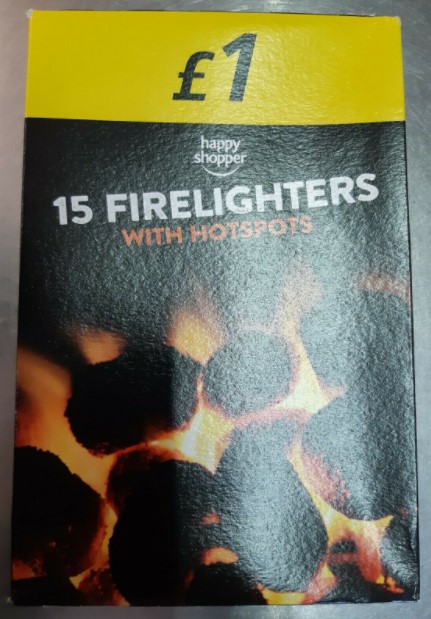 £1
happy
shopper
15 FIRELIGHTERS
WITH HOTSPOTS